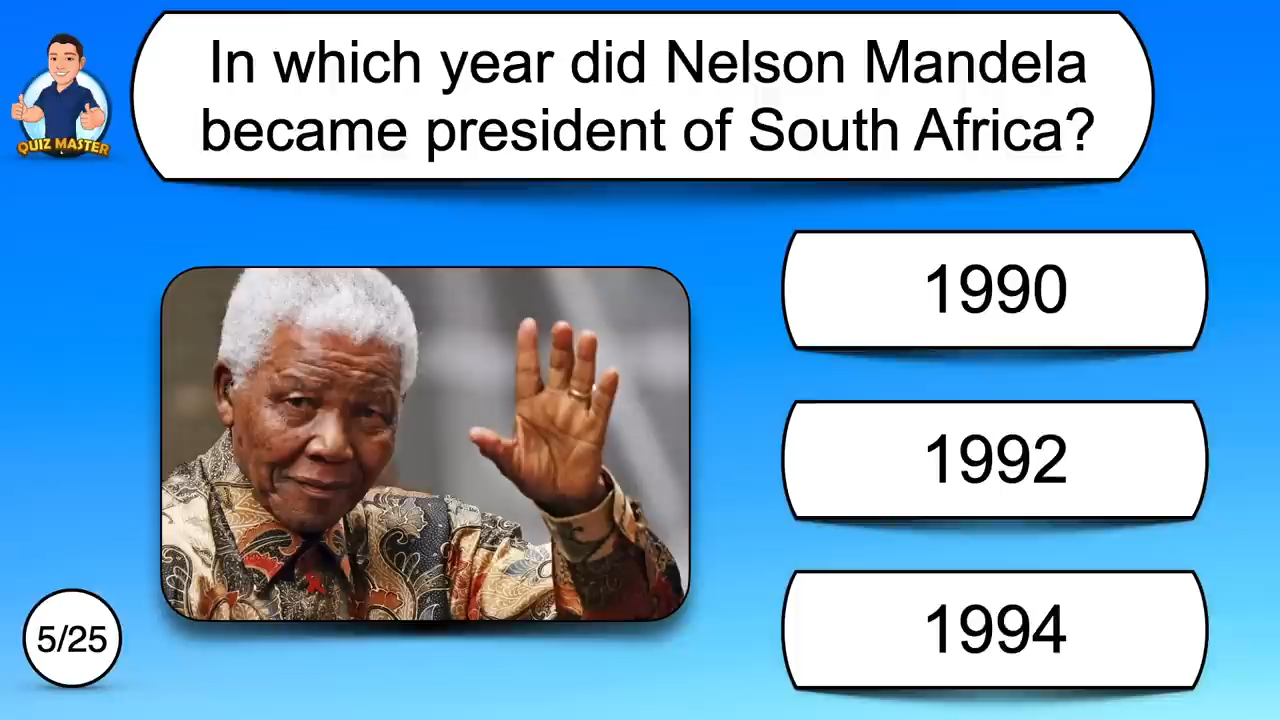 In which year did Nelson Mandela
became president of South Africa?
QUIZ MASTER
1990
1992
1994
5/25